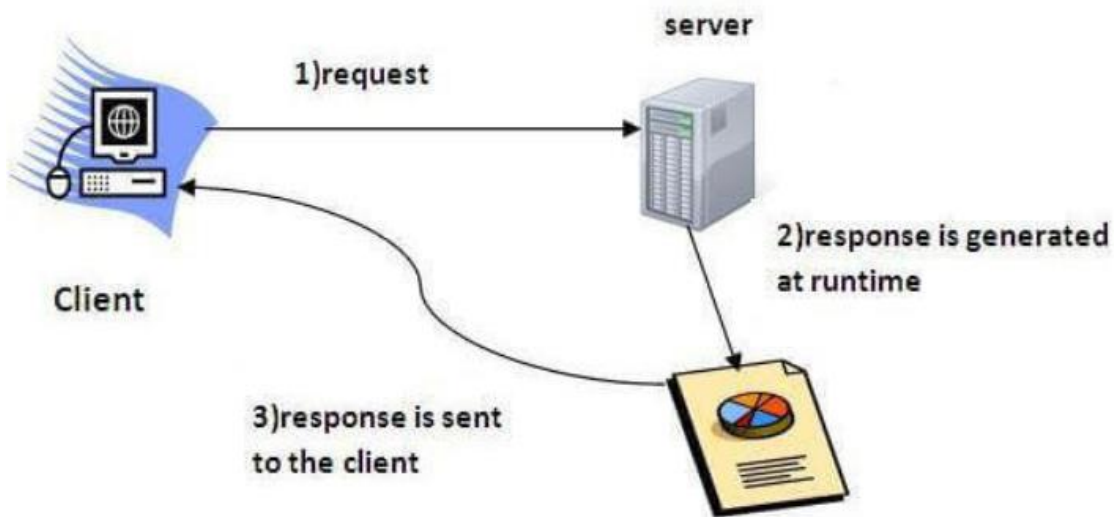 server
1)request
Client
2)response is generated
at runtime
3)response is sent
to the client